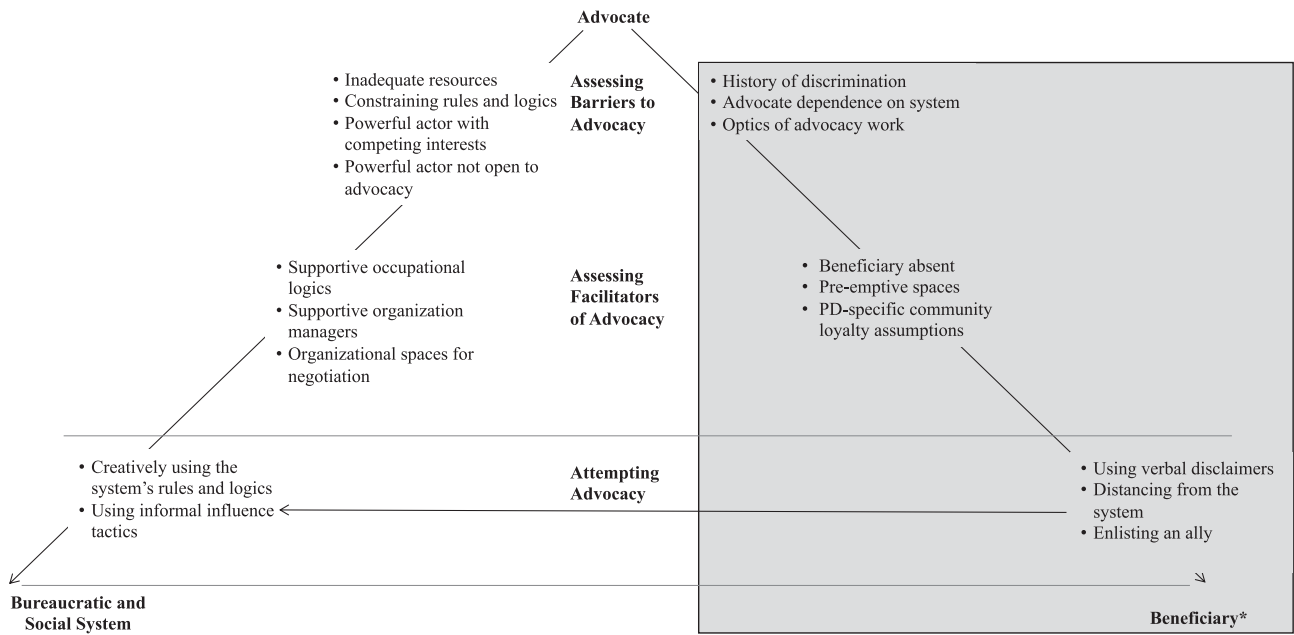 Advocate
• Inadequate resources
• Constraining rules and logics
• Powerful actor with
competing interests
• Powerful actor not open to
advocacy
Assessing
Barriers to
Advocacy
• History of discrimination
• Advocate dependence on system
• Optics of advocacy work
• Supportive occupational
logics
• Supportive organization
managers
• Organizational spaces for
negotiation
Assessing
Facilitators
of Advocacy
• Beneficiary absent
• Pre-emptive spaces
• PD-specific community
loyalty assumptions
• Creatively using the
system’s rules and logics
• Using informal influence
tactics
Attempting
Advocacy
• Using verbal disclaimers
• Distancing from the
system
• Enlisting an ally
Bureaucratic and
Social System
Beneficiary*